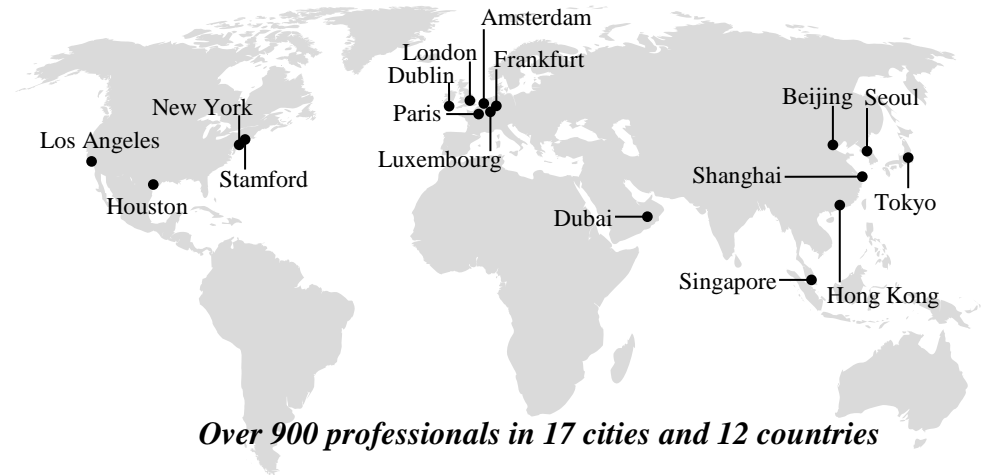 Amsterdam
London
Frankfurt
Dublin
Paris
Luxembourg
New York
Los Angeles
Stamford
Houston
Beijing
Seoul
Shanghai
Tokyo
Dubai
Singapore
Hong Kong
Over 900 professionals in 17 cities and 12 countries